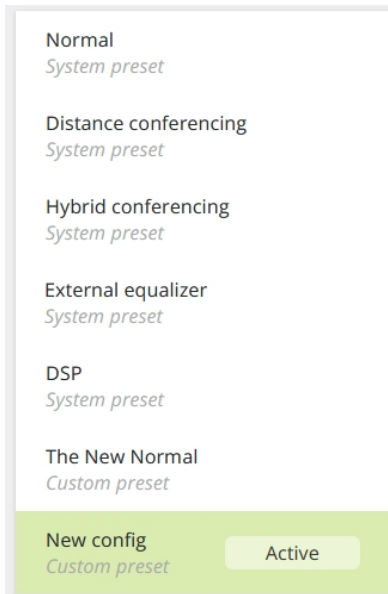 Normal
System preset
Distance conferencing
System preset
Hybrid conferencing
System preset
External equalizer
System preset
DSP
System preset
The New Normal
Custom preset
New config
Active
Custom preset